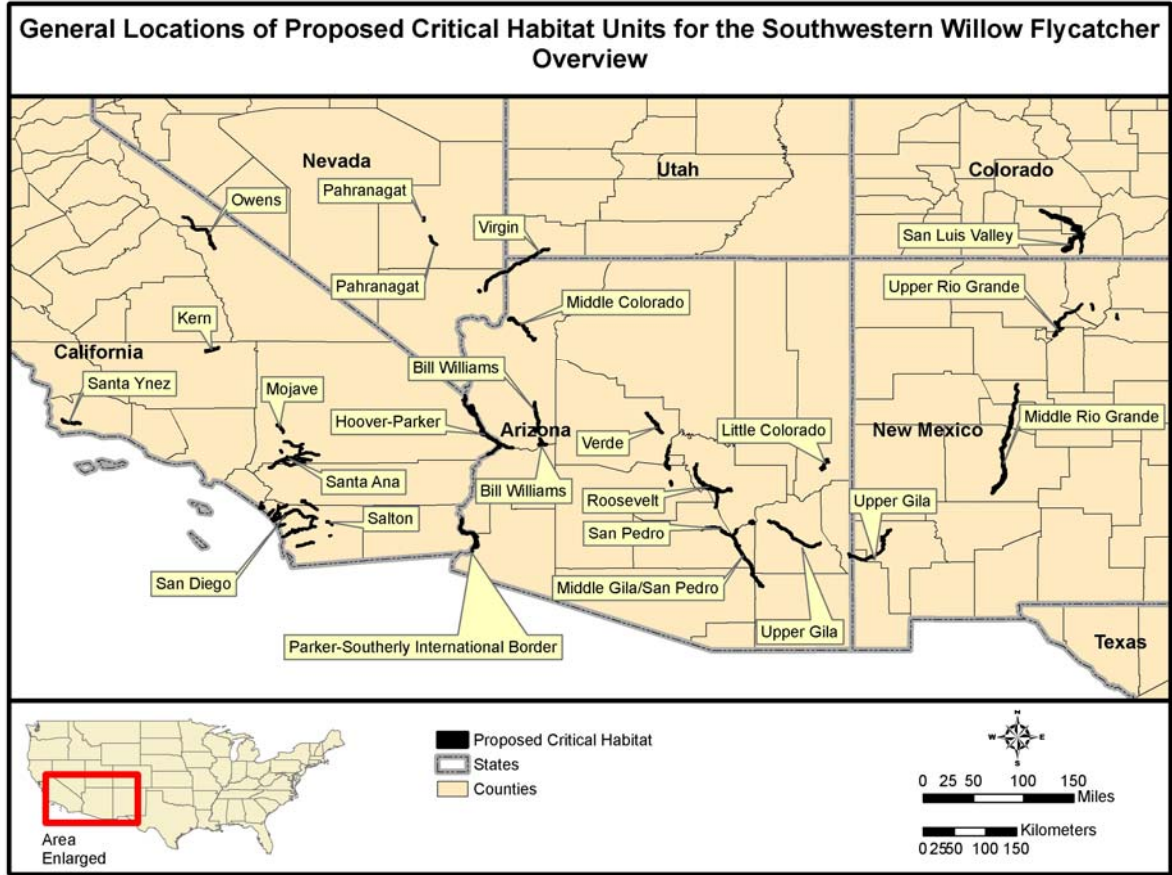 General Locations of Proposed Critical Habitat Units for the Southwestern Willow Flycatcher
Overview
Nevada
Utah
Colorado
Pahranagat
Owens
Virgin
San Luis Valley
Pahranagat
Upper Rio Grande
Middle Colorado
Kern
California
Bill Williams
Santa Ynez
Mojave
Hoover-Parker
Arizona
Verde
Little Colorado
New Mexico
Middle Rio Grande
Santa Ana
Bill Williams
Roosevelt
Upper Gila
Salton
San Pedro
San Diego
Middle Gila/San Pedro
Upper Gila
Parker-Southerly International Border
Texas
Proposed Critical Habitat
States
Counties
Area
Enlarged
N
W E
S
0 25 50 100 150
Miles
Kilometers
0 25 50 100 150